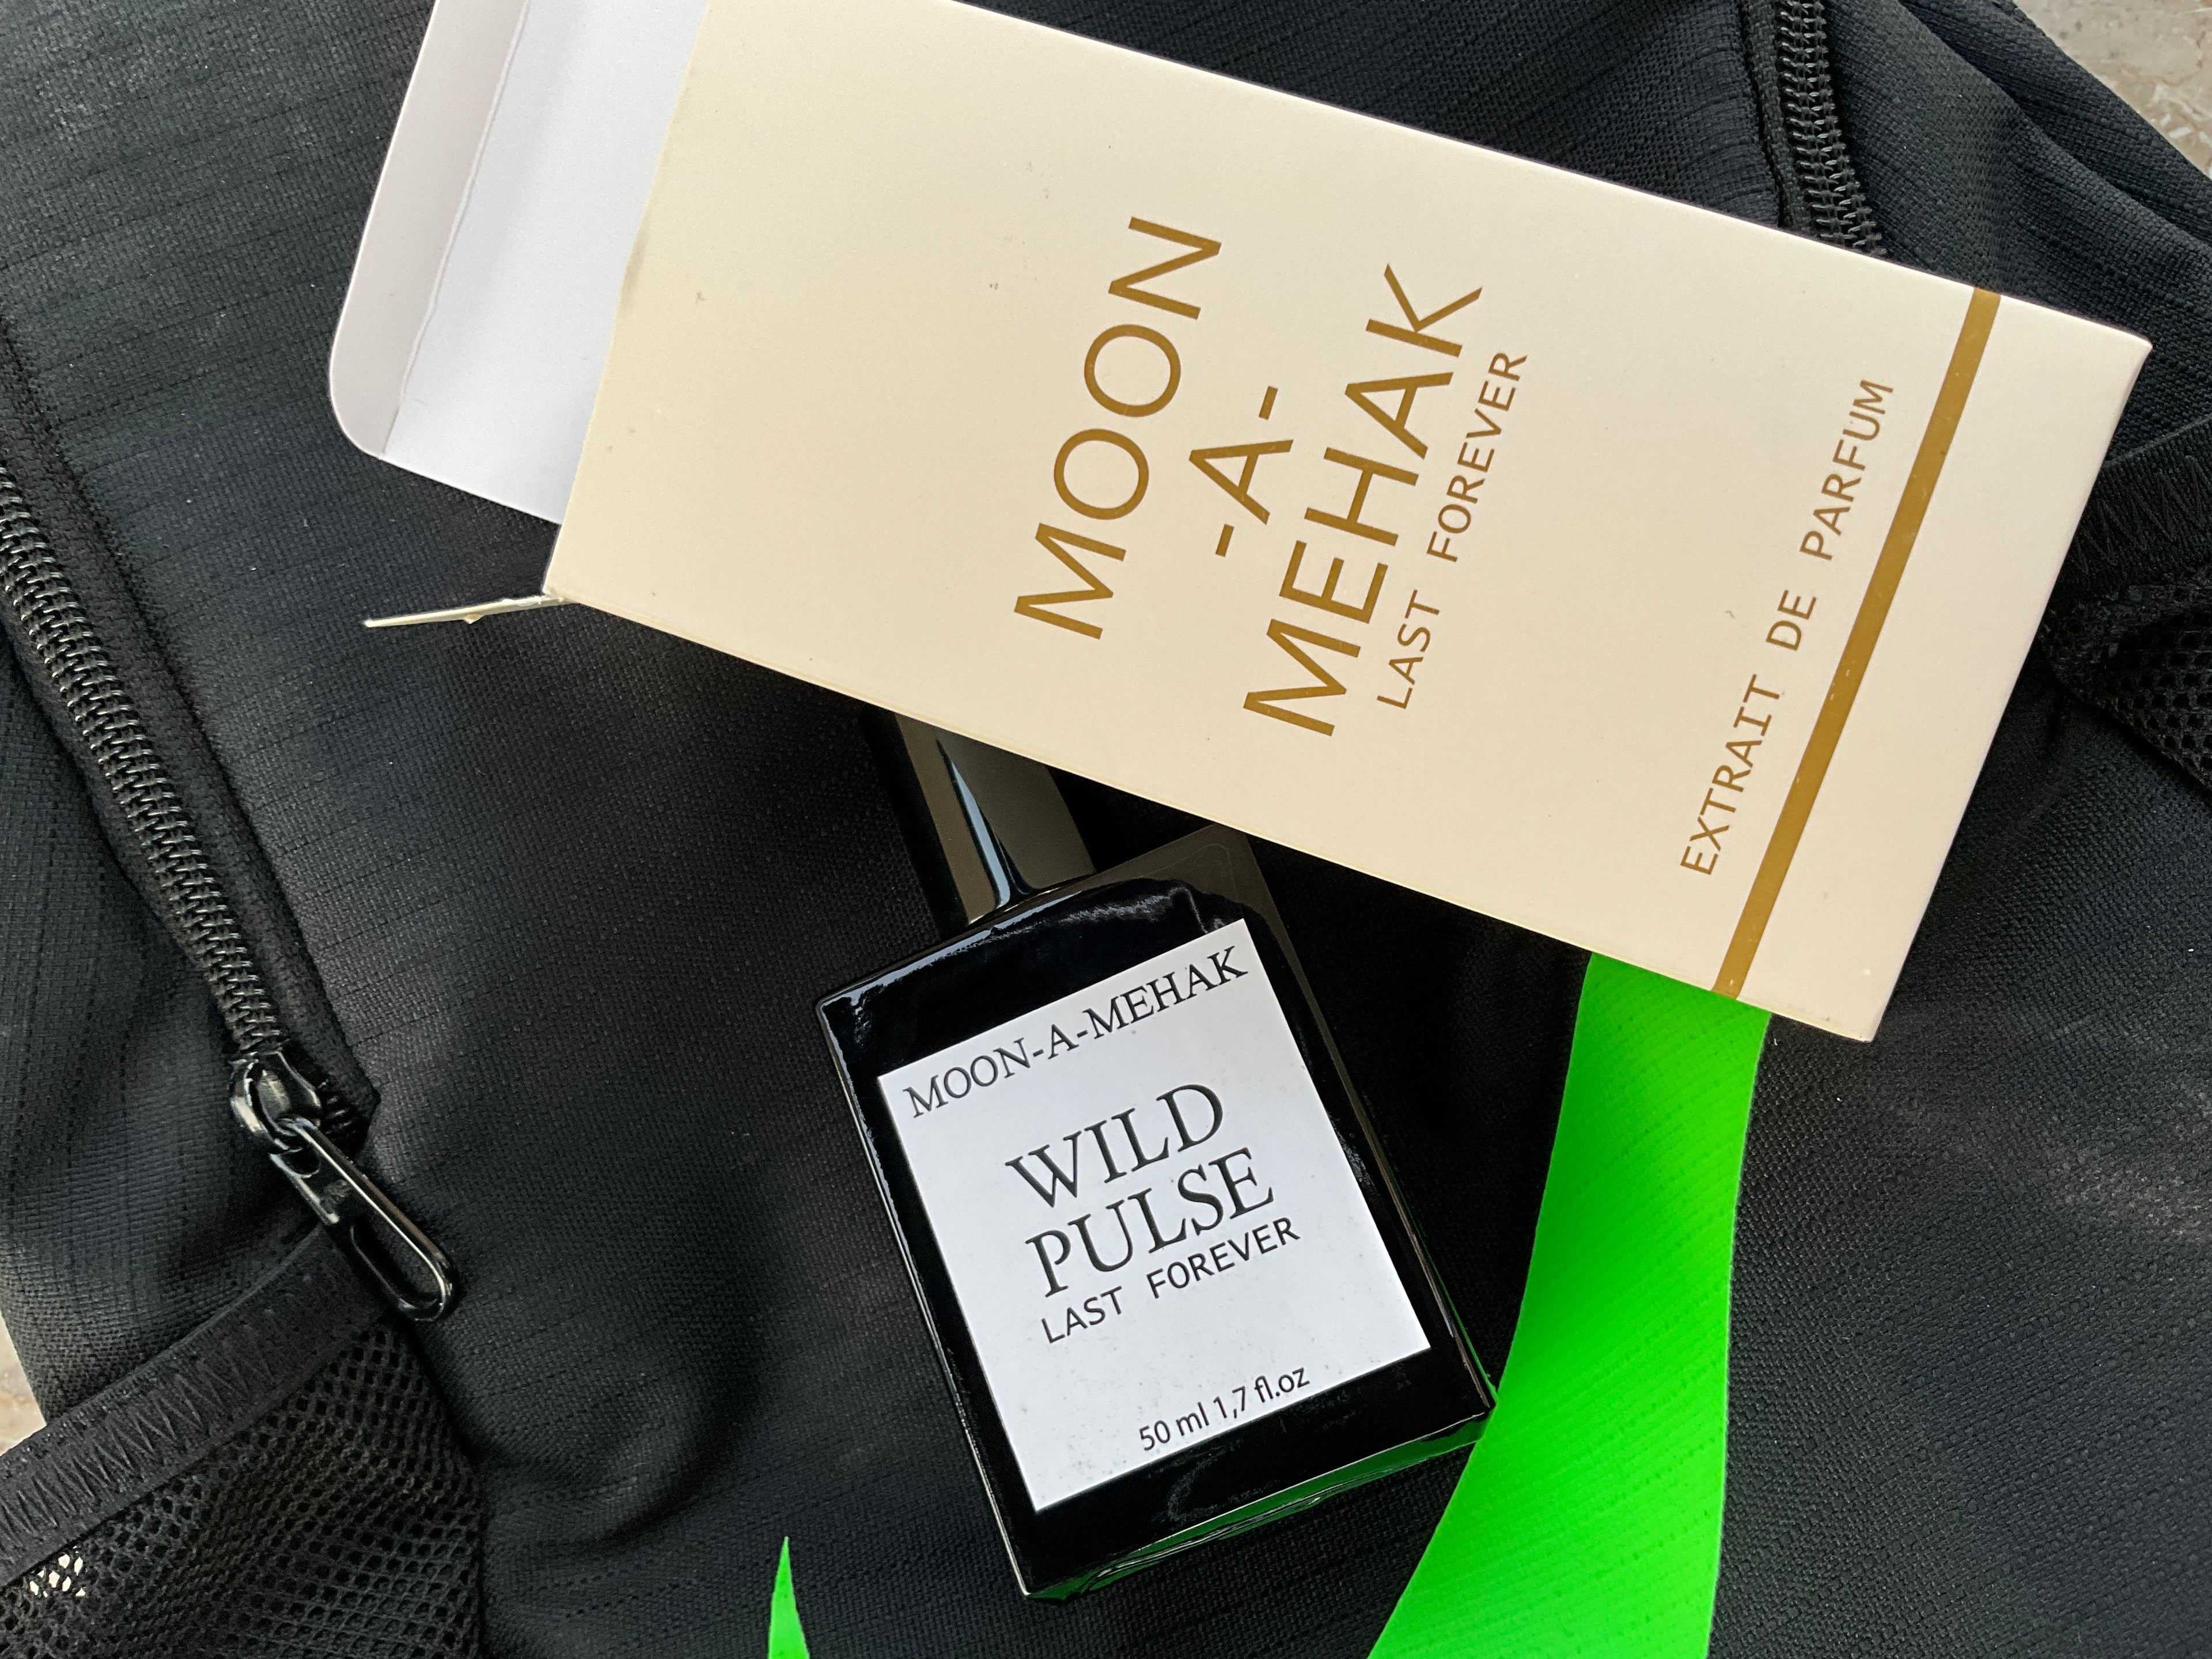 MOON
-A-
MEHAK
LAST FOREVER
EXTRAIT DE PARFUM
MOON-A-MEHAK
WILD
PULSE
LAST FOREVER
50 ml 1,7 fl.oz